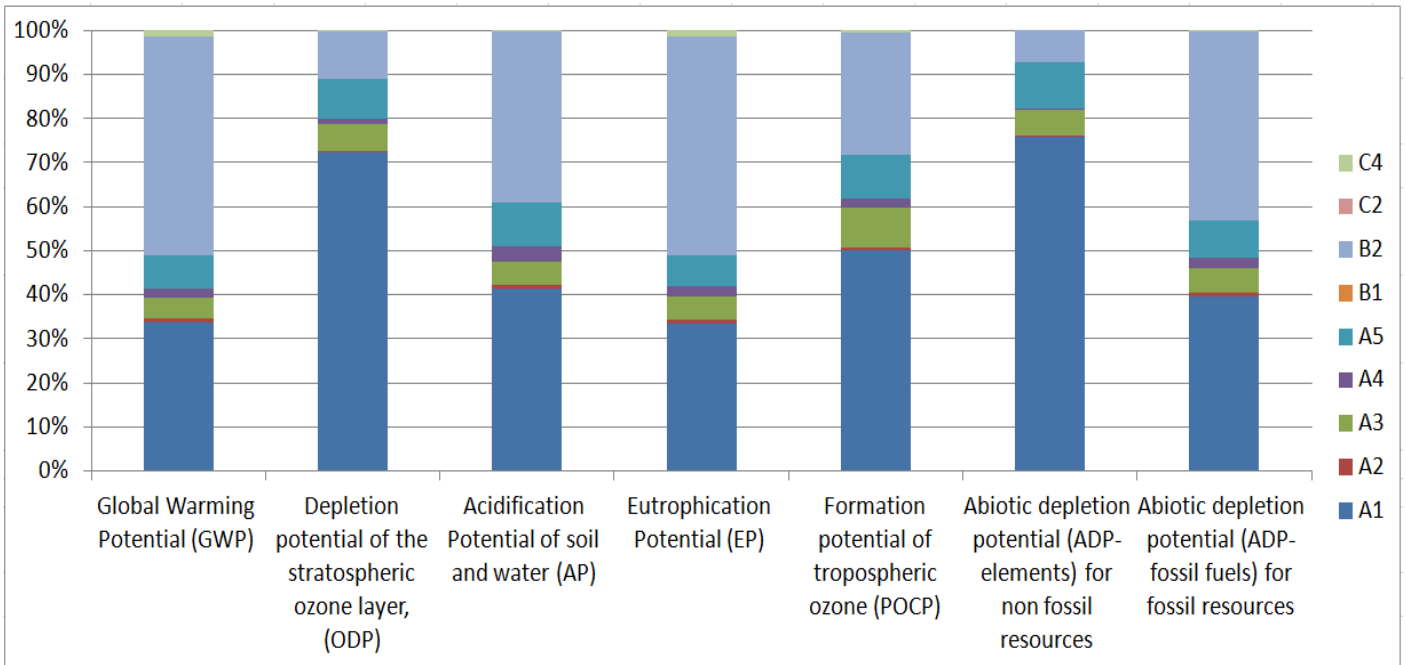 100%
90%
80%
70%
60%
50%
40%
30%
20%
10%
0%
Global Warming
Potential (GWP)
Depletion
potential of the
stratospheric
ozone layer,
(ODP)
Acidification
Potential of soil
and water (AP)
Eutrophication
Potential (EP)
Formation
potential of
tropospheric
ozone (POCP)
Abiotic depletion
potential (ADP-
elements) for
non fossil
resources
Abiotic depletion
potential (ADP-
fossil fuels) for
fossil resources
C4
C2
B2
B1
A5
A4
A3
A2
A1